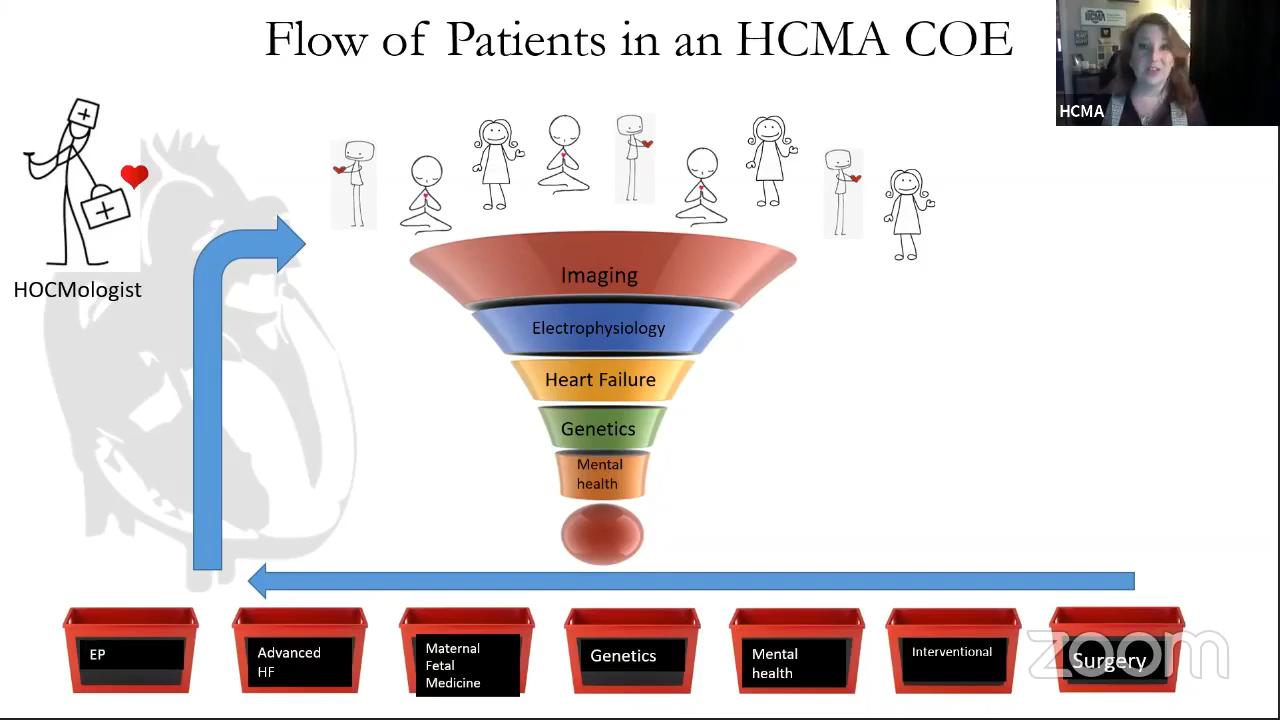 Flow of Patients in an HCMA COE
HCMA
HCMA
HOCMologist
Imaging
Electrophysiology
Heart Failure
Genetics
Mental
health
EP
Advanced
HF
Maternal
Fetal
Medicine
Genetics
Mental
health
Interventional
Surgery
zoom